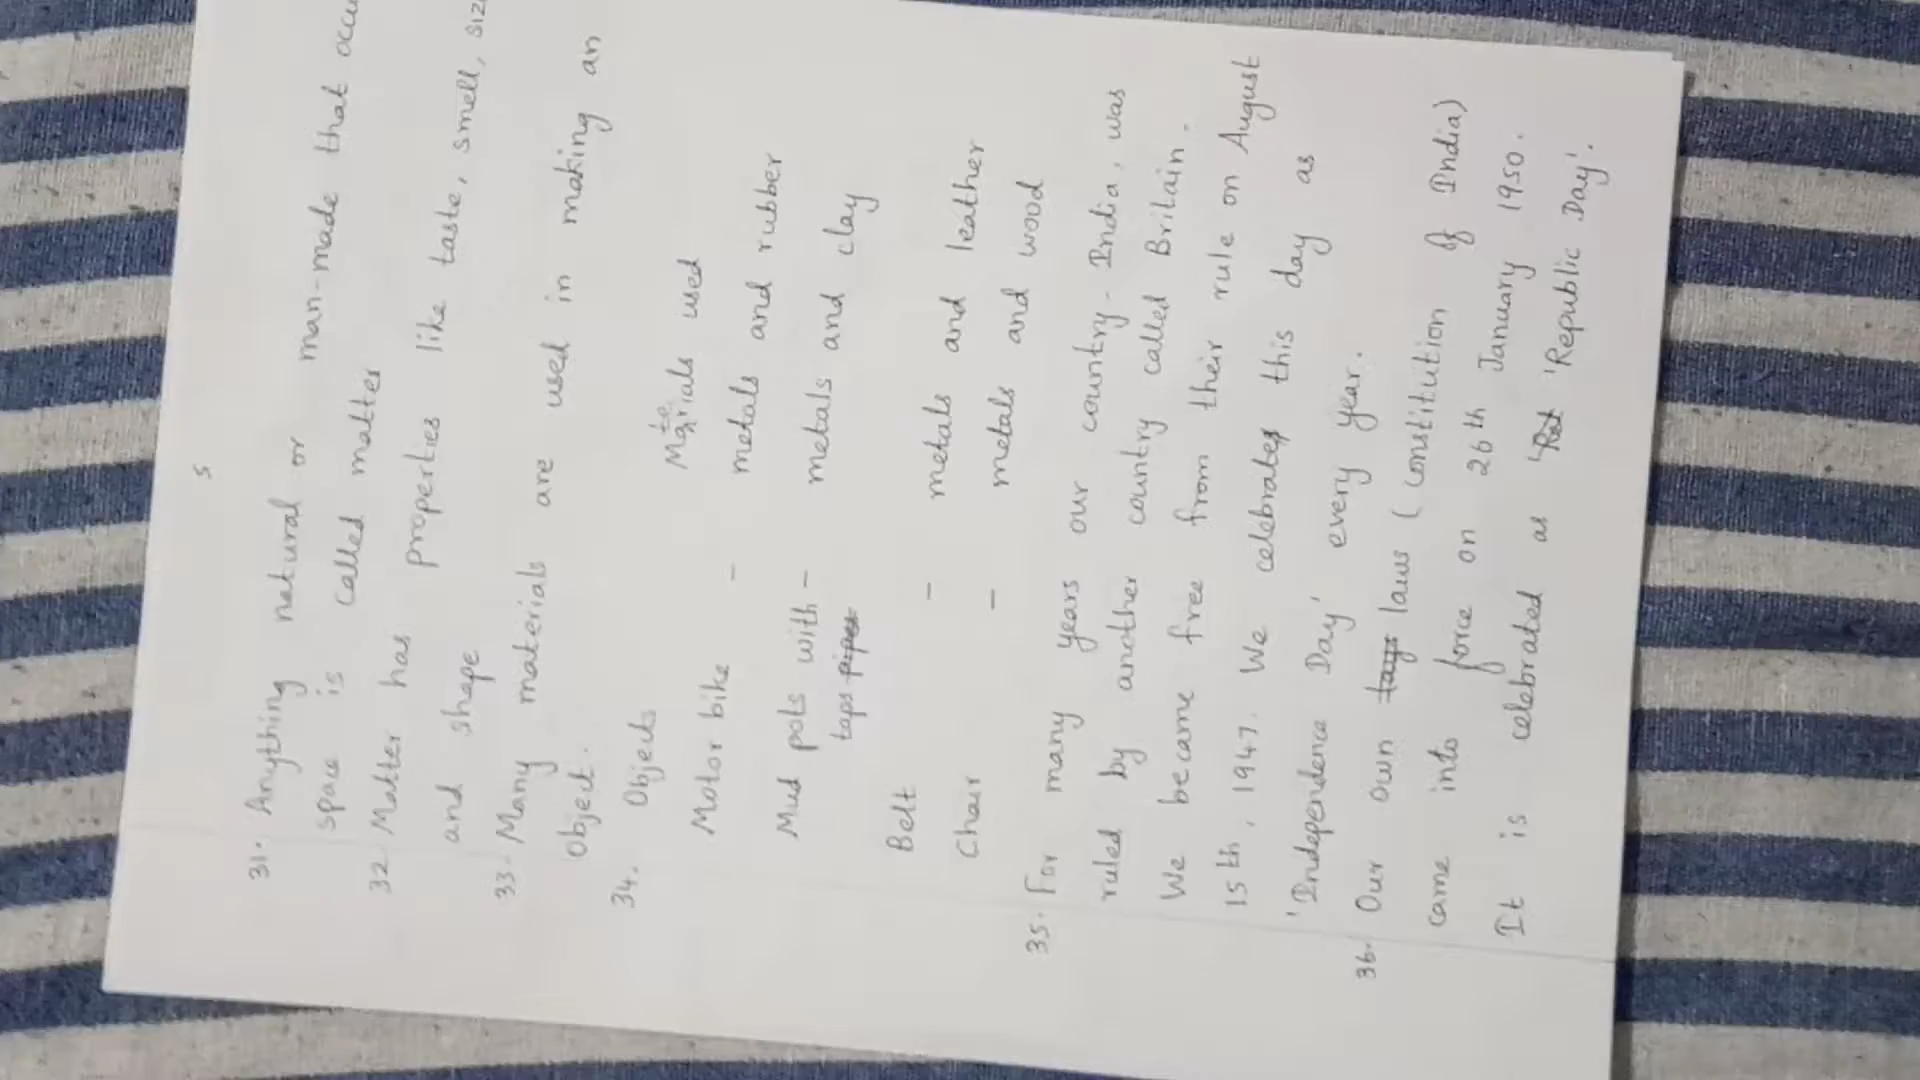 5
31. Anything natural or man-made that occu
space is called matter
32 Matter has properties like taste, smell, siz
and shape
33. Many materials are used in making an
object.
34. Objects Materials used
Motor bike - metals and rubber
Mud pots with - metals and clay
taps pipes
Belt - metals and leather
Chair - metals and wood
35. For many years our country - India, was
ruled by another country called Britain.
We became free from their rule on August
15th, 1947. We celebrates this day as
'Independence Day' every year.
36. Our own laws (constitution of India)
came into force on 26th January 1950.
It is celebrated as 'Republic Day'.